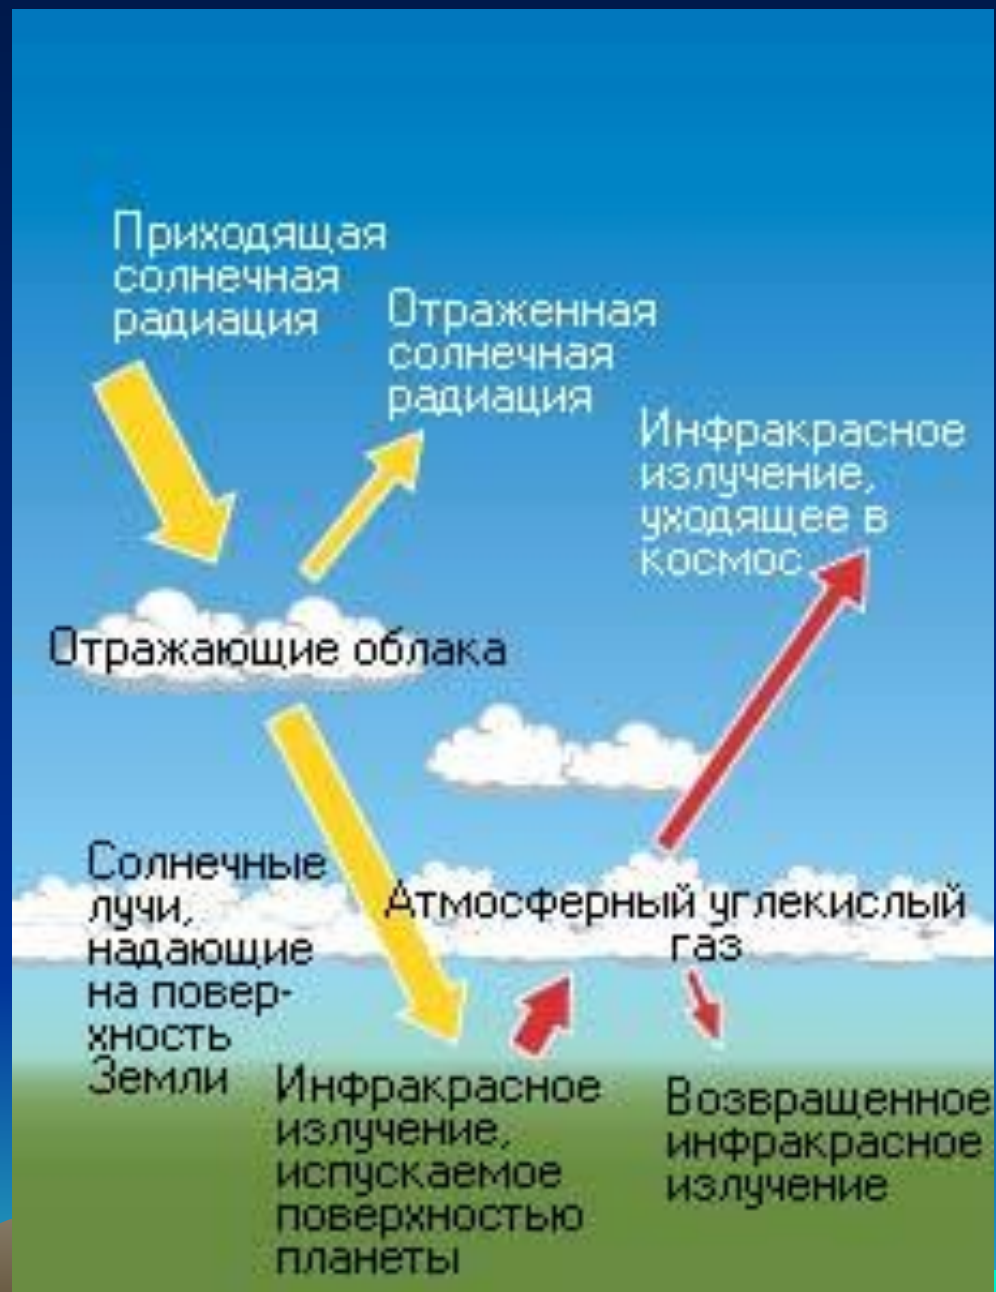 Приходящая
солнечная
радиация
Отраженная
солнечная
радиация
Инфракрасное
излучение,
уходящее в
космос
Отражающие облака
Солнечные
лучи,
надающие
на повер-
хность
Земли
Атмосферный углекислый
газ
Инфракрасное
излучение,
испускаемое
поверхностью
планеты
Возвращенное
инфракрасное
излучение